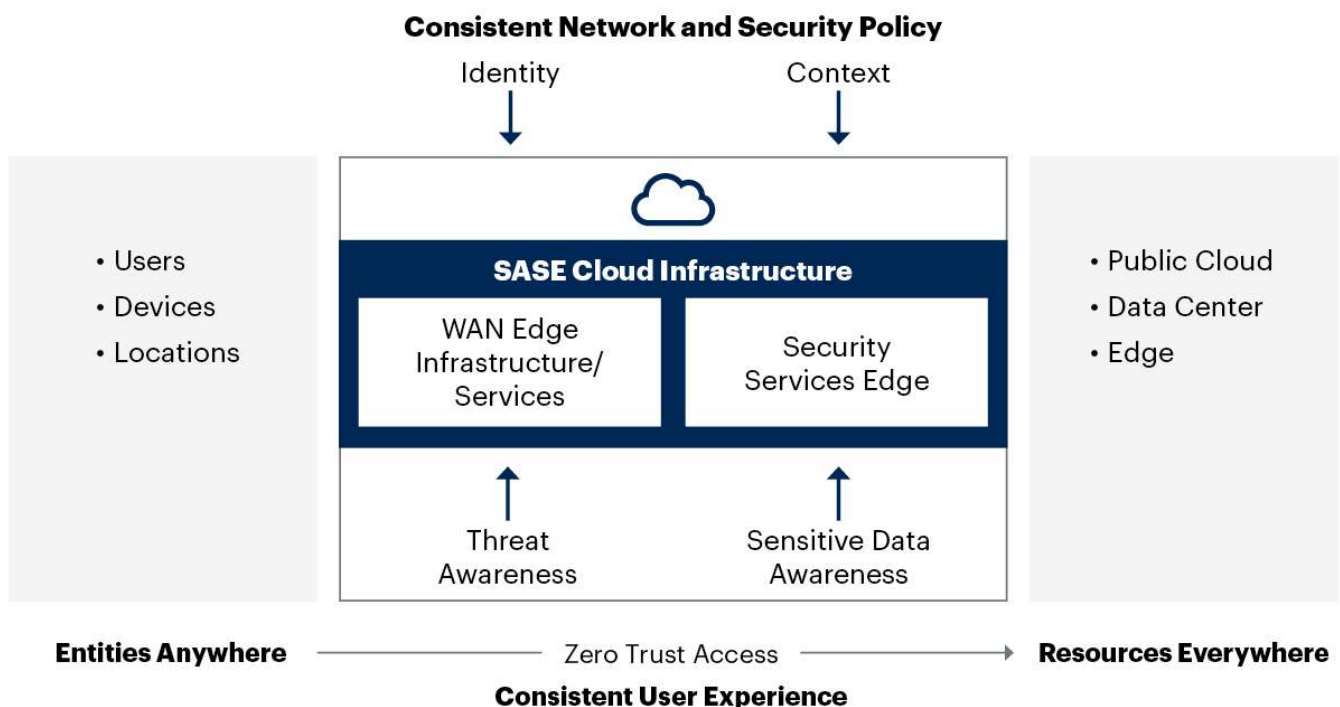 Consistent Network and Security Policy
Identity
Context
• Users
• Devices
• Locations
SASE Cloud Infrastructure
WAN Edge
Infrastructure/
Services
Security
Services Edge
• Public Cloud
• Data Center
• Edge
Threat
Awareness
Sensitive Data
Awareness
Entities Anywhere
Zero Trust Access
Resources Everywhere
Consistent User Experience